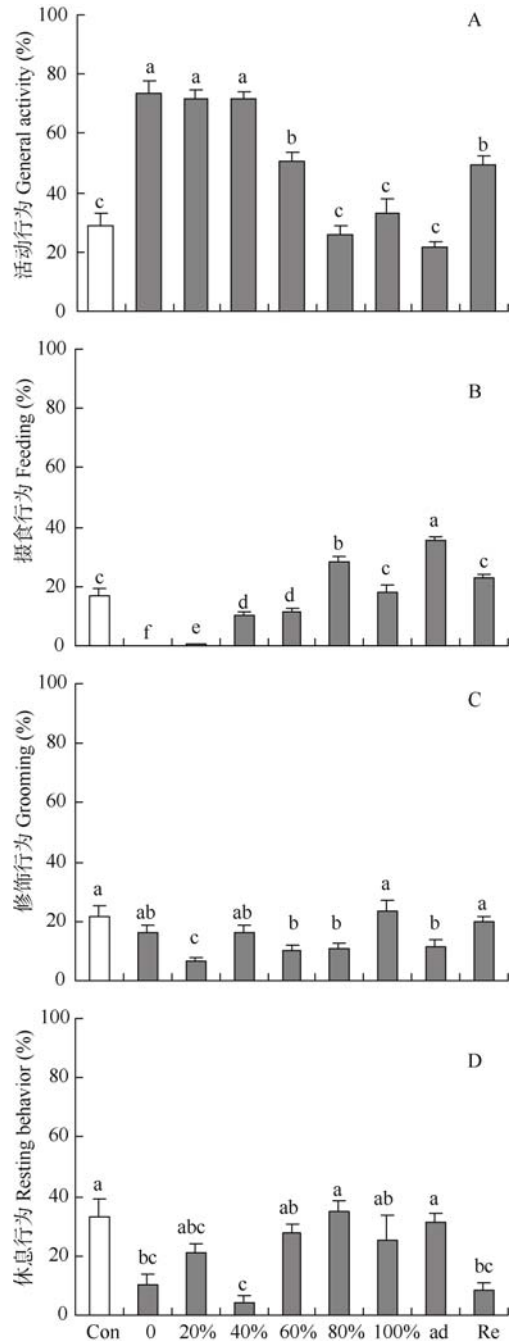 A
活动行为 General activity (%)
100
80
60
40
20
0
c
a
a
a
b
c
c
c
b
B
摄食行为 Feeding (%)
100
80
60
40
20
0
c
f
e
d
d
b
c
a
c
C
修饰行为 Grooming (%)
100
80
60
40
20
0
a
ab
c
ab
b
b
a
b
a
D
休息行为 Resting behavior (%)
100
80
60
40
20
0
a
bc
abc
c
ab
a
ab
a
bc
Con 0 20% 40% 60% 80% 100% ad Re